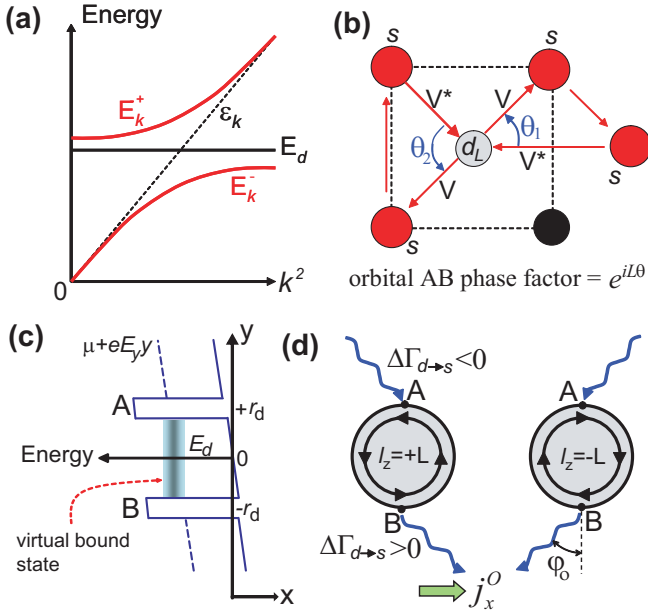 (a)
Energy
E_k^+
ε_k
E_d
E_k^-
0
k^2
(b)
s
s
V*
V
θ_1
θ_2
d_L
V*
V
s
s
orbital AB phase factor = e^{iLθ}
(c)
y
μ+eE_y y
A
+r_d
Energy
E_d
0
B
-r_d
virtual bound
state
x
(d)
ΔΓ_{d→s}<0
A
A
l_z=+L
l_z=-L
B
B
ΔΓ_{d→s}>0
φ_o
j_x^O